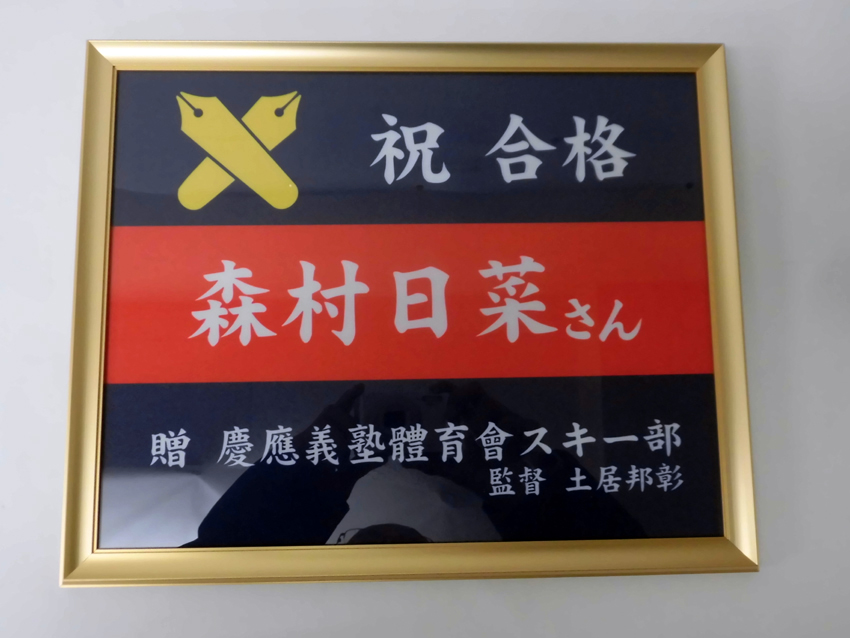 祝 合格
森村日菜さん
贈 慶應義塾體育會スキー部
監督 土居邦彰